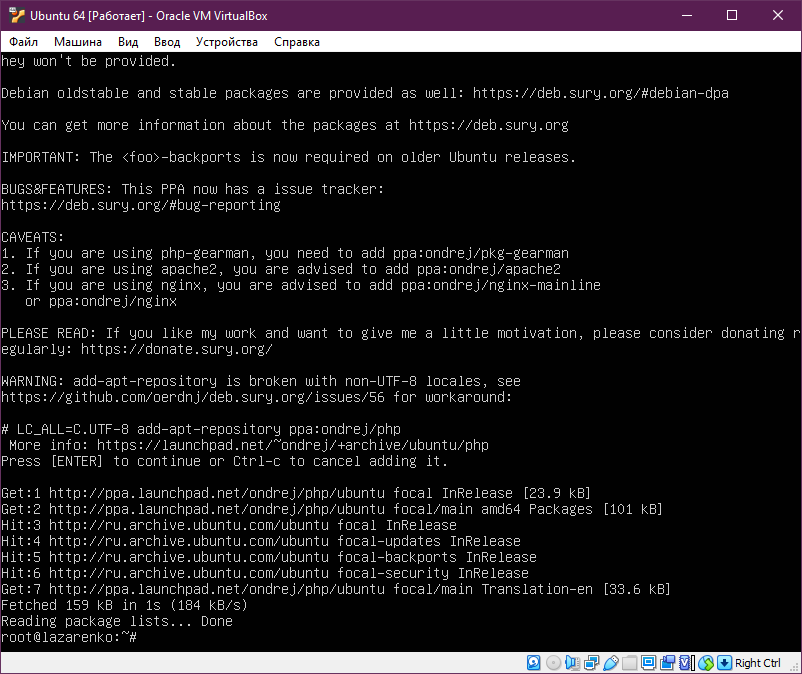 Ubuntu 64 [Работает] - Oracle VM VirtualBox
Файл Машина Вид Ввод Устройства Справка
hey won't be provided.
Debian oldstable and stable packages are provided as well: https://deb.sury.org/#debian-dpa
You can get more information about the packages at https://deb.sury.org
IMPORTANT: The <foo>-backports is now required on older Ubuntu releases.
BUGS&FEATURES: This PPA now has a issue tracker:
https://deb.sury.org/#bug-reporting
CAVEATS:
1. If you are using php-gearman, you need to add ppa:ondrej/pkg-gearman
2. If you are using apache2, you are advised to add ppa:ondrej/apache2
3. If you are using nginx, you are advised to add ppa:ondrej/nginx-mainline
   or ppa:ondrej/nginx
PLEASE READ: If you like my work and want to give me a little motivation, please consider donating r
egularly: https://donate.sury.org/
WARNING: add-apt-repository is broken with non-UTF-8 locales, see
https://github.com/oerdnj/deb.sury.org/issues/56 for workaround:
# LC_ALL=C.UTF-8 add-apt-repository ppa:ondrej/php
 More info: https://launchpad.net/~ondrej/+archive/ubuntu/php
Press [ENTER] to continue or Ctrl-c to cancel adding it.
Get:1 http://ppa.launchpad.net/ondrej/php/ubuntu focal InRelease [23.9 kB]
Get:2 http://ppa.launchpad.net/ondrej/php/ubuntu focal/main amd64 Packages [101 kB]
Hit:3 http://ru.archive.ubuntu.com/ubuntu focal InRelease
Hit:4 http://ru.archive.ubuntu.com/ubuntu focal-updates InRelease
Hit:5 http://ru.archive.ubuntu.com/ubuntu focal-backports InRelease
Hit:6 http://ru.archive.ubuntu.com/ubuntu focal-security InRelease
Get:7 http://ppa.launchpad.net/ondrej/php/ubuntu focal/main Translation-en [33.6 kB]
Fetched 159 kB in 1s (184 kB/s)
Reading package lists... Done
root@lazarenko:~#
Right Ctrl